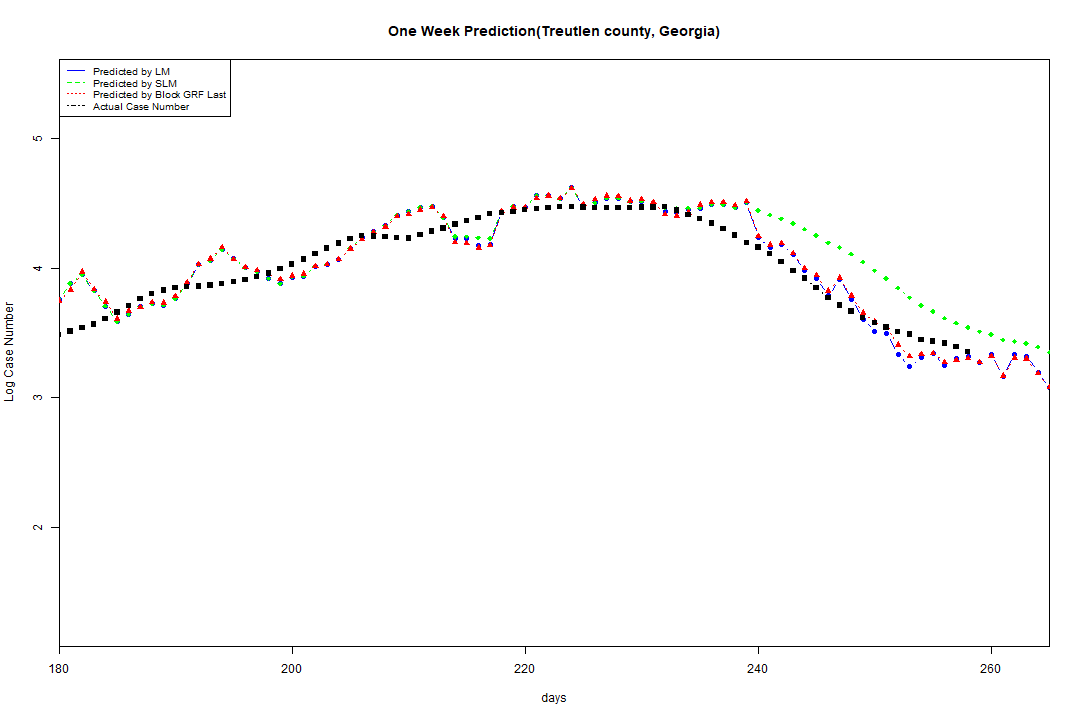 One Week Prediction(Treutlen county, Georgia)
Predicted by LM
Predicted by SLM
Predicted by Block GRF Last
Actual Case Number
5
4
3
2
Log Case Number
180 200 220 240 260
days